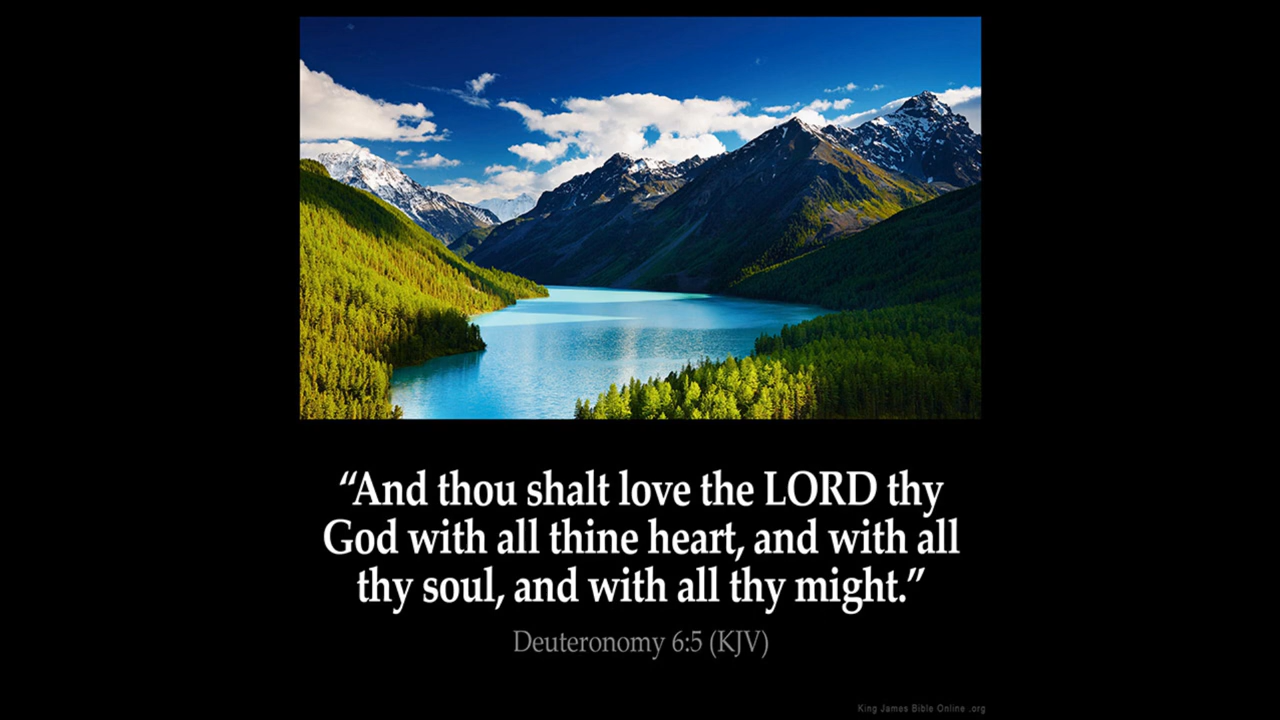 “And thou shalt love the LORD thy
God with all thine heart, and with all
thy soul, and with all thy might.”
Deuteronomy 6:5 (KJV)
King James Bible Online .org